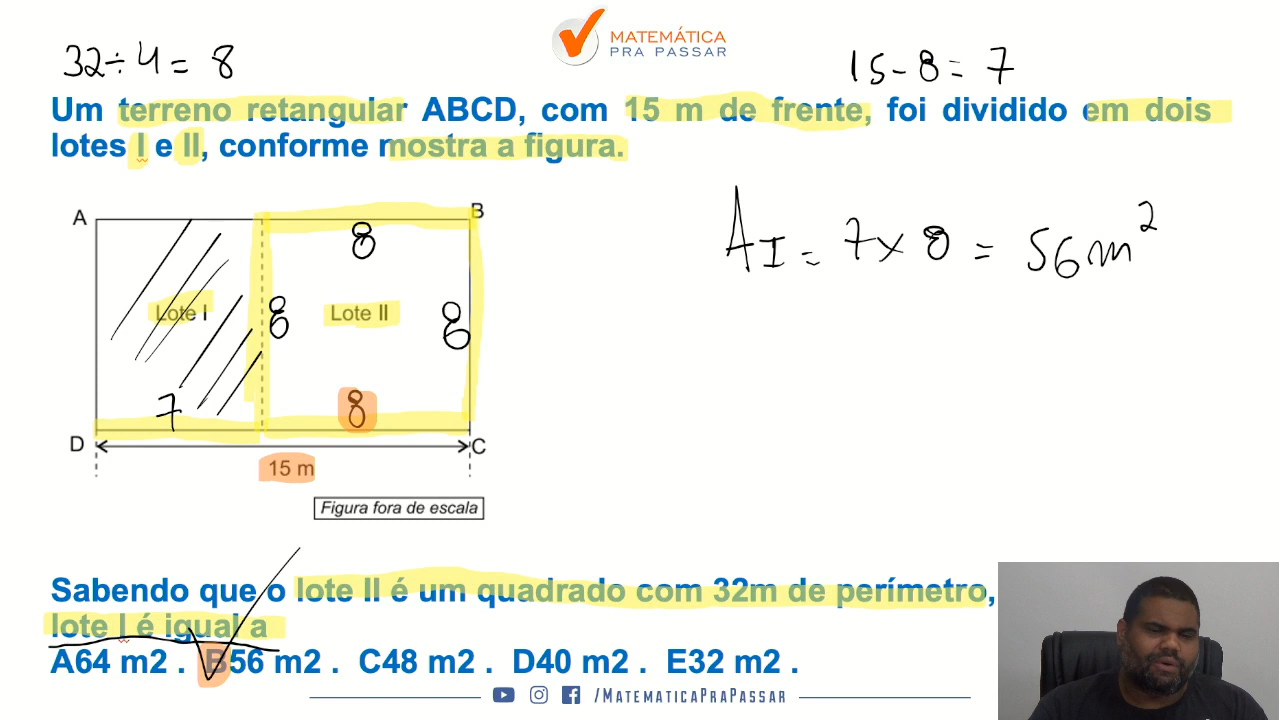 MATEMÁTICA
PRA PASSAR
32÷4= 8
15-8= 7
Um terreno retangular ABCD, com 15 m de frente, foi dividido em dois
lotes I e II, conforme mostra a figura.
A
B
8
AI = 7x8 = 56m²
Lote I
8
Lote II
8
7
8
D
C
15 m
Figura fora de escala
Sabendo que o lote II é um quadrado com 32m de perímetro,
lote I é igual a
A64 m2 . B56 m2 . C48 m2 . D40 m2 . E32 m2 .
/MatematicaPraPassar